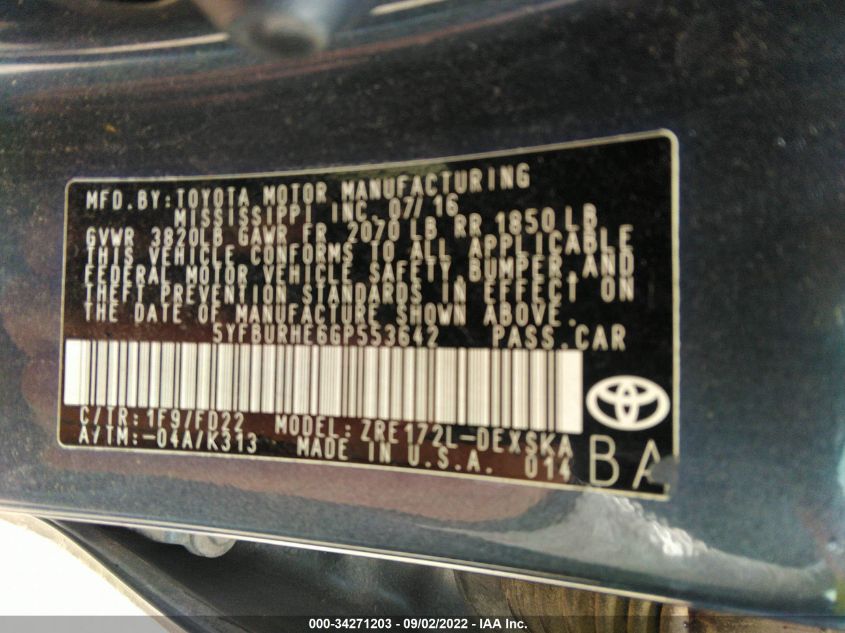 MFD. BY: TOYOTA MOTOR MANUFACTURING
MISSISSIPPI INC. 07/16
GVWR 3820LB GAWR FR 2070 LB RR 1850 LB
THIS VEHICLE CONFORMS TO ALL APPLICABLE
FEDERAL MOTOR VEHICLE SAFETY, BUMPER, AND
THEFT PREVENTION STANDARDS IN EFFECT ON
THE DATE OF MANUFACTURE SHOWN ABOVE.
5YFBURHE6GP553642 PASS. CAR
C/TR: 1F9/FD22 MODEL: ZRE172L-DEXSKA
A/TM: -04A/K313 MADE IN U.S.A. 014
BA
000-34271203 - 09/02/2022 - IAA Inc.